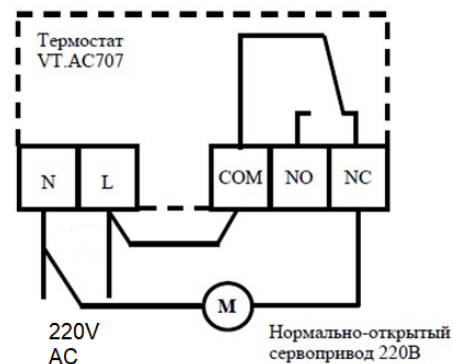 Термостат
VT.AC707
N
L
COM
NO
NC
M
220V
AC
Нормально-открытый
сервопривод 220В